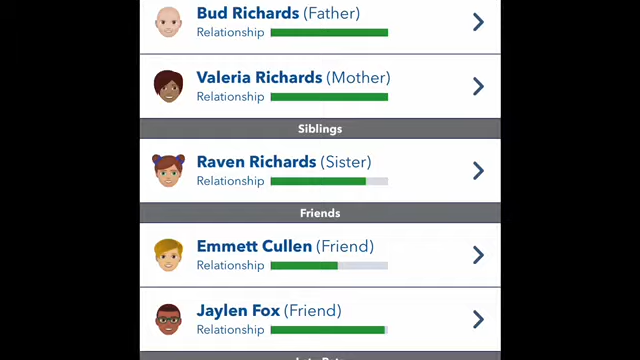 Bud Richards (Father)
Relationship
Valeria Richards (Mother)
Relationship
Siblings
Raven Richards (Sister)
Relationship
Friends
Emmett Cullen (Friend)
Relationship
Jaylen Fox (Friend)
Relationship